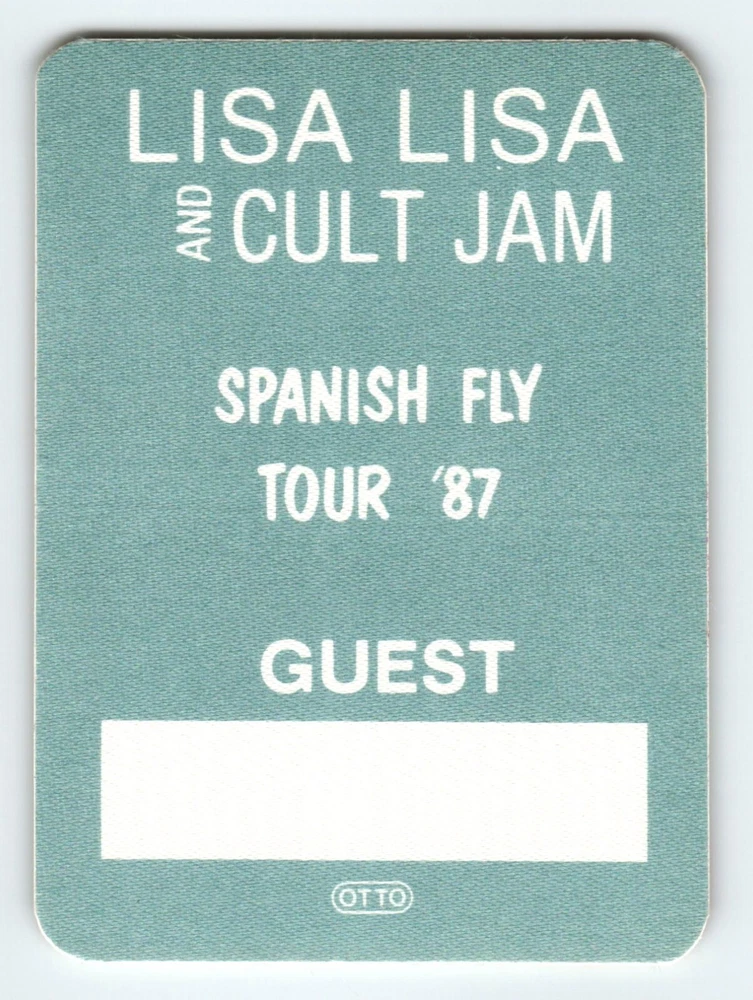 LISA LISA
AND CULT JAM
SPANISH FLY
TOUR '87
GUEST
OTTO